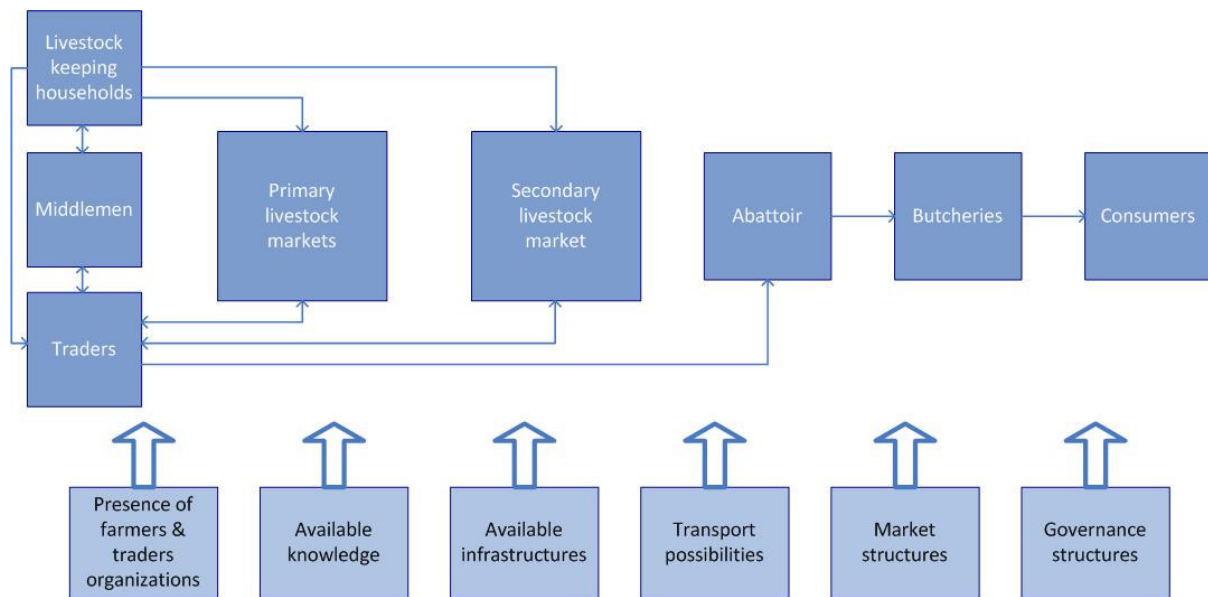 Livestock
keeping
households
Middlemen
Traders
Primary
livestock
markets
Secondary
livestock
market
Abattoir
Butcheries
Consumers
Presence of
farmers &
traders
organizations
Available
knowledge
Available
infrastructures
Transport
possibilities
Market
structures
Governance
structures